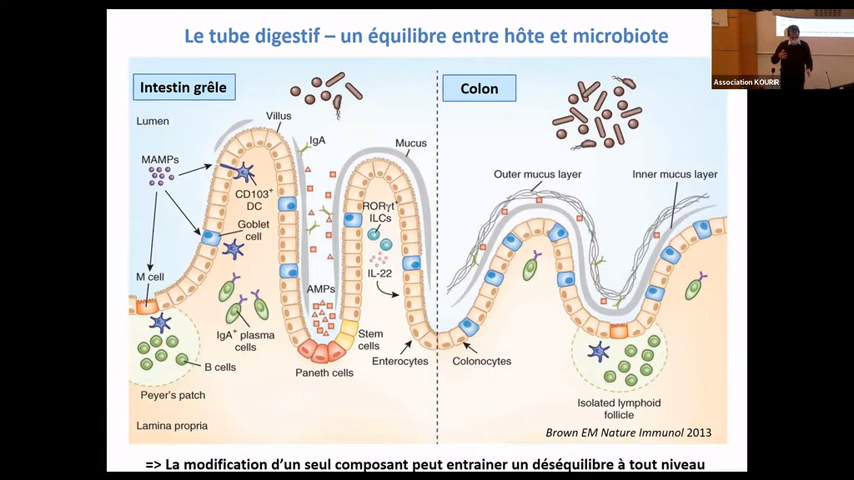 Le tube digestif – un équilibre entre hôte et microbiote
Association KOURIR
Intestin grêle
Colon
Lumen
Villus
IgA
Mucus
MAMPs
CD103+
DC
RORγt+
ILCs
Goblet
cell
IL-22
M cell
AMPs
IgA+ plasma
cells
Stem
cells
B cells
Paneth cells
Enterocytes
Peyer's patch
Lamina propria
Outer mucus layer
Inner mucus layer
Colonocytes
Isolated lymphoid
follicle
Brown EM Nature Immunol 2013
=> La modification d'un seul composant peut entrainer un déséquilibre à tout niveau